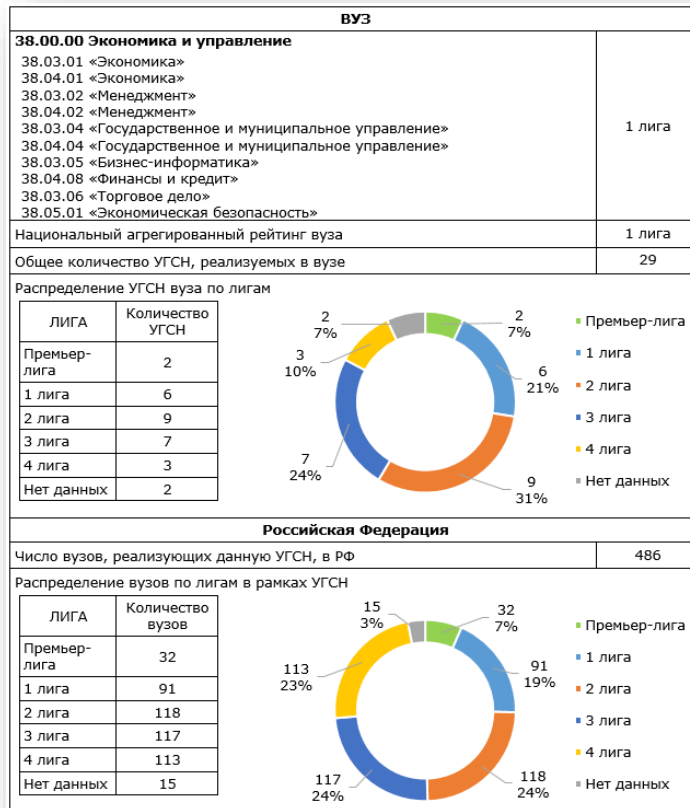 ВУЗ
38.00.00 Экономика и управление
38.03.01 «Экономика»
38.04.01 «Экономика»
38.03.02 «Менеджмент»
38.04.02 «Менеджмент»
38.03.04 «Государственное и муниципальное управление»
38.04.04 «Государственное и муниципальное управление»
38.03.05 «Бизнес-информатика»
38.04.08 «Финансы и кредит»
38.03.06 «Торговое дело»
38.05.01 «Экономическая безопасность»
1 лига
Национальный агрегированный рейтинг вуза 1 лига
Общее количество УГСН, реализуемых в вузе 29
Распределение УГСН вуза по лигам
ЛИГА Количество
УГСН
Премьер-
лига 2
1 лига 6
2 лига 9
3 лига 7
4 лига 3
Нет данных 2
2
7%
6
21%
9
31%
7
24%
3
10%
2
7%
Премьер-лига
1 лига
2 лига
3 лига
4 лига
Нет данных
Российская Федерация
Число вузов, реализующих данную УГСН, в РФ 486
Распределение вузов по лигам в рамках УГСН
ЛИГА Количество
вузов
Премьер-
лига 32
1 лига 91
2 лига 118
3 лига 117
4 лига 113
Нет данных 15
32
7%
91
19%
118
24%
117
24%
113
23%
15
3%
Премьер-лига
1 лига
2 лига
3 лига
4 лига
Нет данных